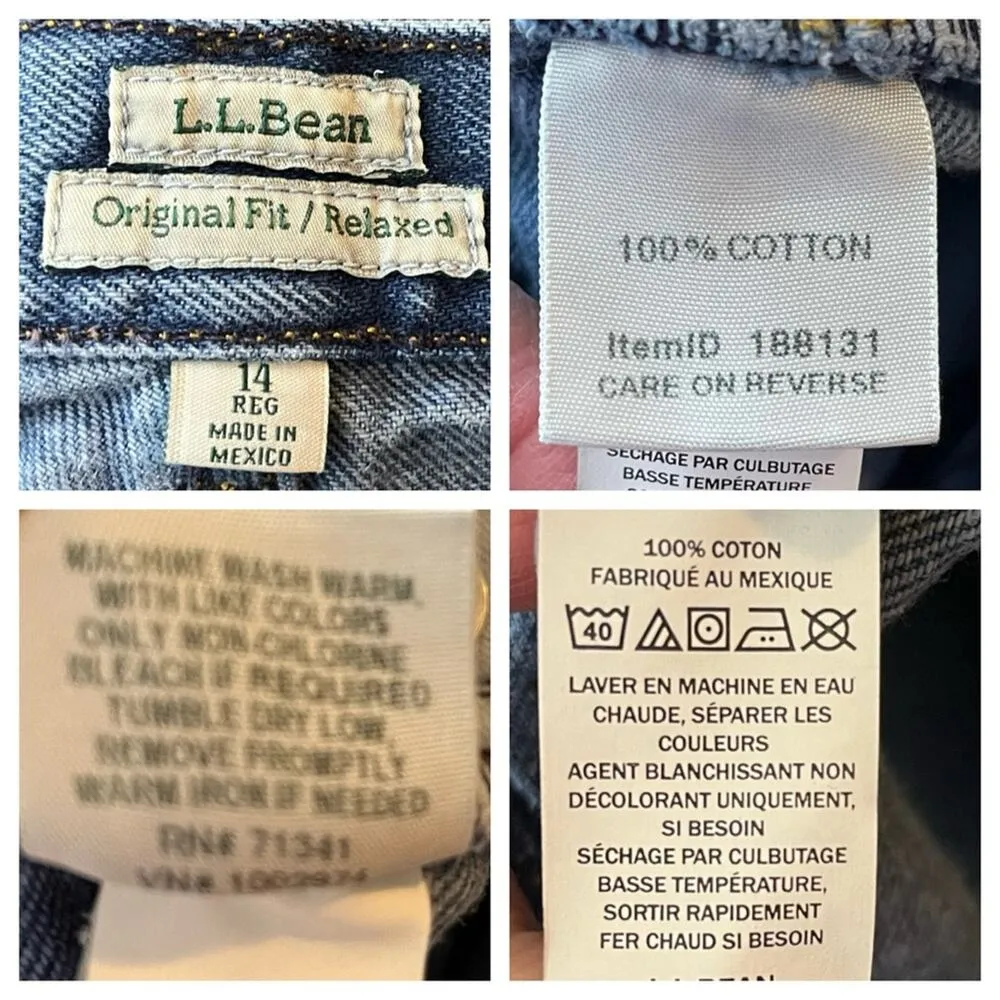 L.L.Bean
Original Fit / Relaxed
14
REG
MADE IN
MEXICO
100% COTTON
ItemID 188131
CARE ON REVERSE
SÉCHAGE PAR CULBUTAGE
BASSE TEMPÉRATURE
MACHINE WASH WARM,
WITH LIKE COLORS
ONLY NON-CHLORINE
BLEACH IF REQUIRED
TUMBLE DRY LOW,
REMOVE PROMPTLY
WARM IRON IF NEEDED
RN# 71341
VN#
100% COTON
FABRIQUÉ AU MEXIQUE
40
LAVER EN MACHINE EN EAU
CHAUDE, SÉPARER LES
COULEURS
AGENT BLANCHISSANT NON
DÉCOLORANT UNIQUEMENT,
SI BESOIN
SÉCHAGE PAR CULBUTAGE
BASSE TEMPÉRATURE,
SORTIR RAPIDEMENT
FER CHAUD SI BESOIN